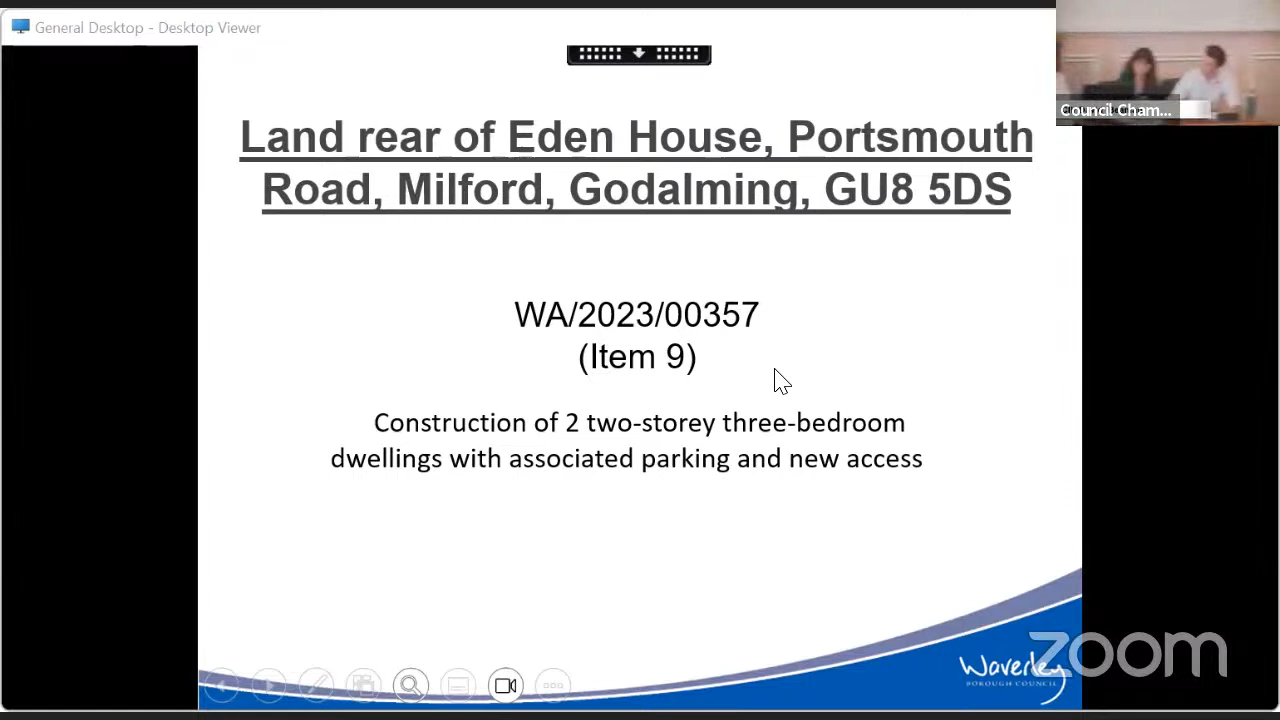 General Desktop - Desktop Viewer
Council Cham...
Land rear of Eden House, Portsmouth
Road, Milford, Godalming, GU8 5DS
WA/2023/00357
(Item 9)
Construction of 2 two-storey three-bedroom
dwellings with associated parking and new access
zoom
Waverley
BOROUGH COUNCIL